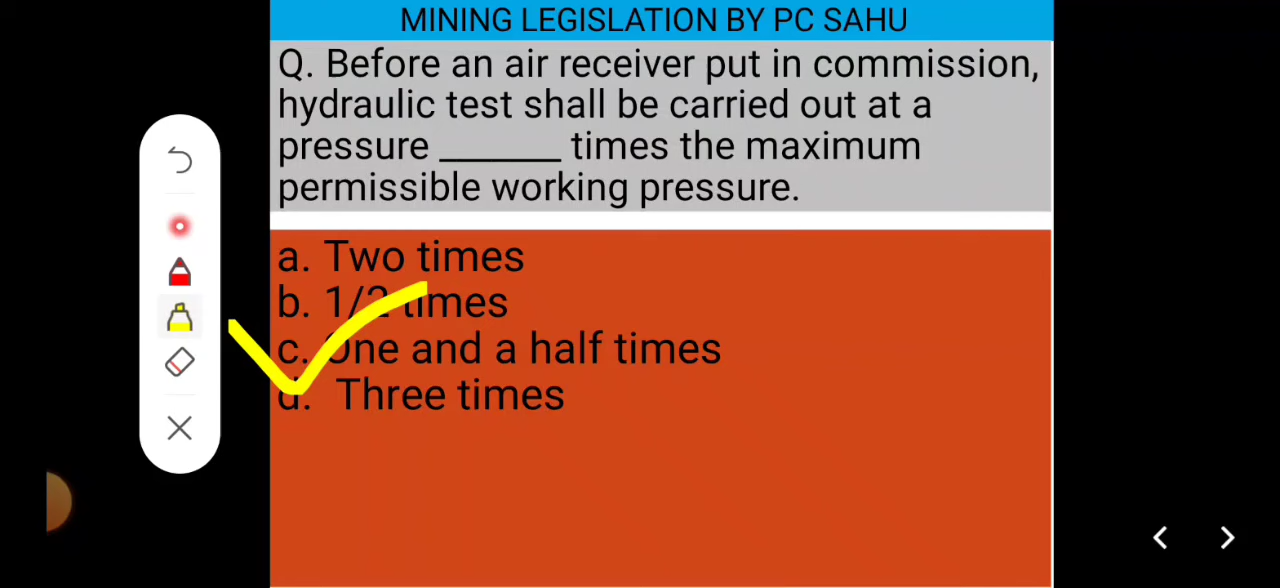 MINING LEGISLATION BY PC SAHU
Q. Before an air receiver put in commission,
hydraulic test shall be carried out at a
pressure ______ times the maximum
permissible working pressure.
a. Two times
b. 1/2 times
c. One and a half times
d. Three times